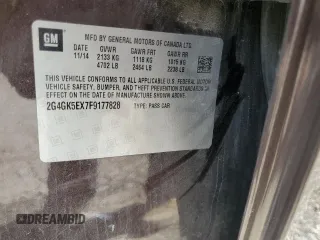 GM
MFD BY GENERAL MOTORS OF CANADA LTD.
DATE GVWR GAWR FRT GAWR RR
11/14 2133 KG 1118 KG 1015 KG
4702 LB 2464 LB 2238 LB
THIS VEHICLE CONFORMS TO ALL APPLICABLE U.S. FEDERAL MOTOR
VEHICLE SAFETY, BUMPER, AND THEFT PREVENTION STANDARDS IN
EFFECT ON THE DATE OF MANUFACTURE SHOWN ABOVE.
2G4GK5EX7F9177828 TYPE: PASS CAR
DREAMBID